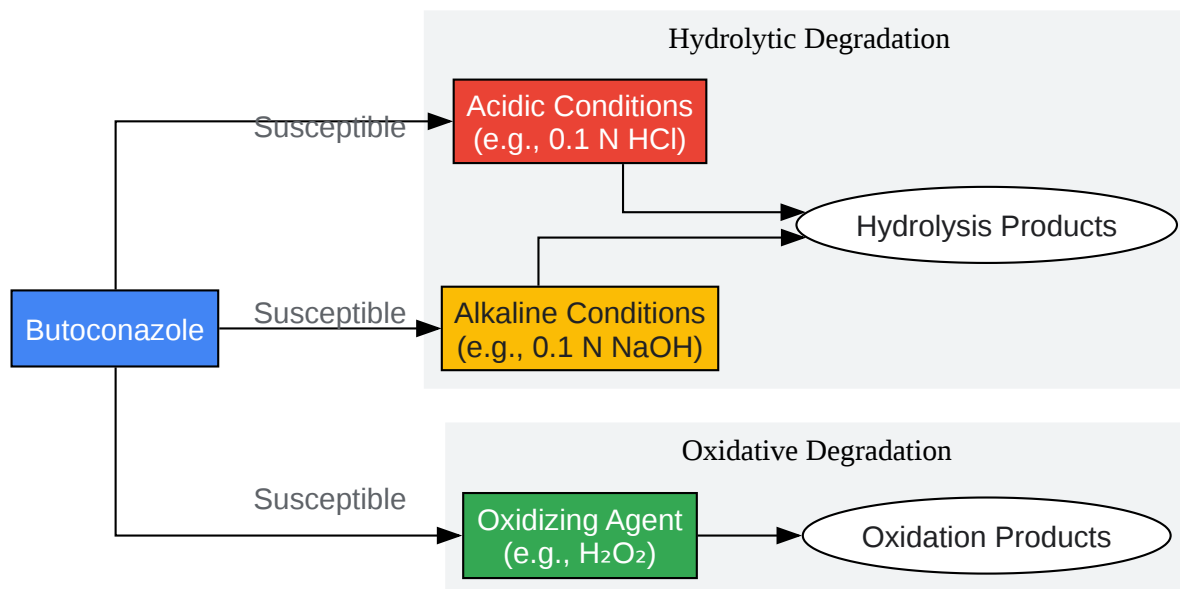 Hydrolytic Degradation
Susceptible
Acidic Conditions
(e.g., 0.1 N HCl)
Hydrolysis Products
Butoconazole
Susceptible
Alkaline Conditions
(e.g., 0.1 N NaOH)
Oxidative Degradation
Susceptible
Oxidizing Agent
(e.g., H₂O₂)
Oxidation Products